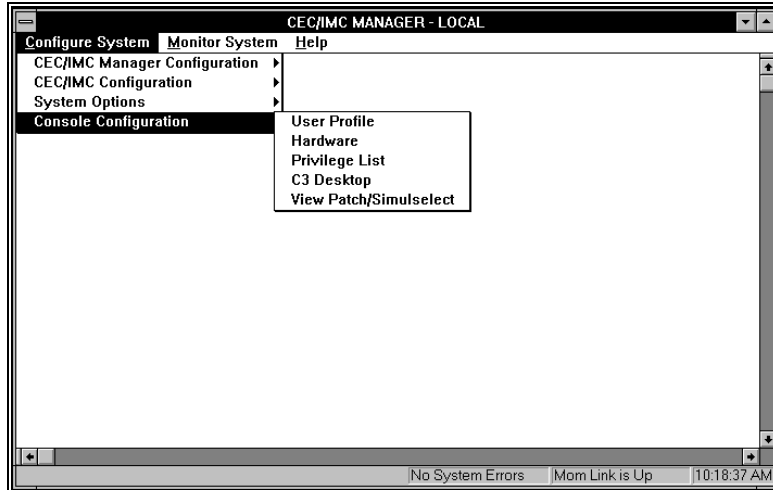 CEC/IMC MANAGER - LOCAL
Configure System Monitor System Help
CEC/IMC Manager Configuration
CEC/IMC Configuration
System Options
Console Configuration
User Profile
Hardware
Privilege List
C3 Desktop
View Patch/Simulselect
No System Errors Mom Link is Up 10:18:37 AM